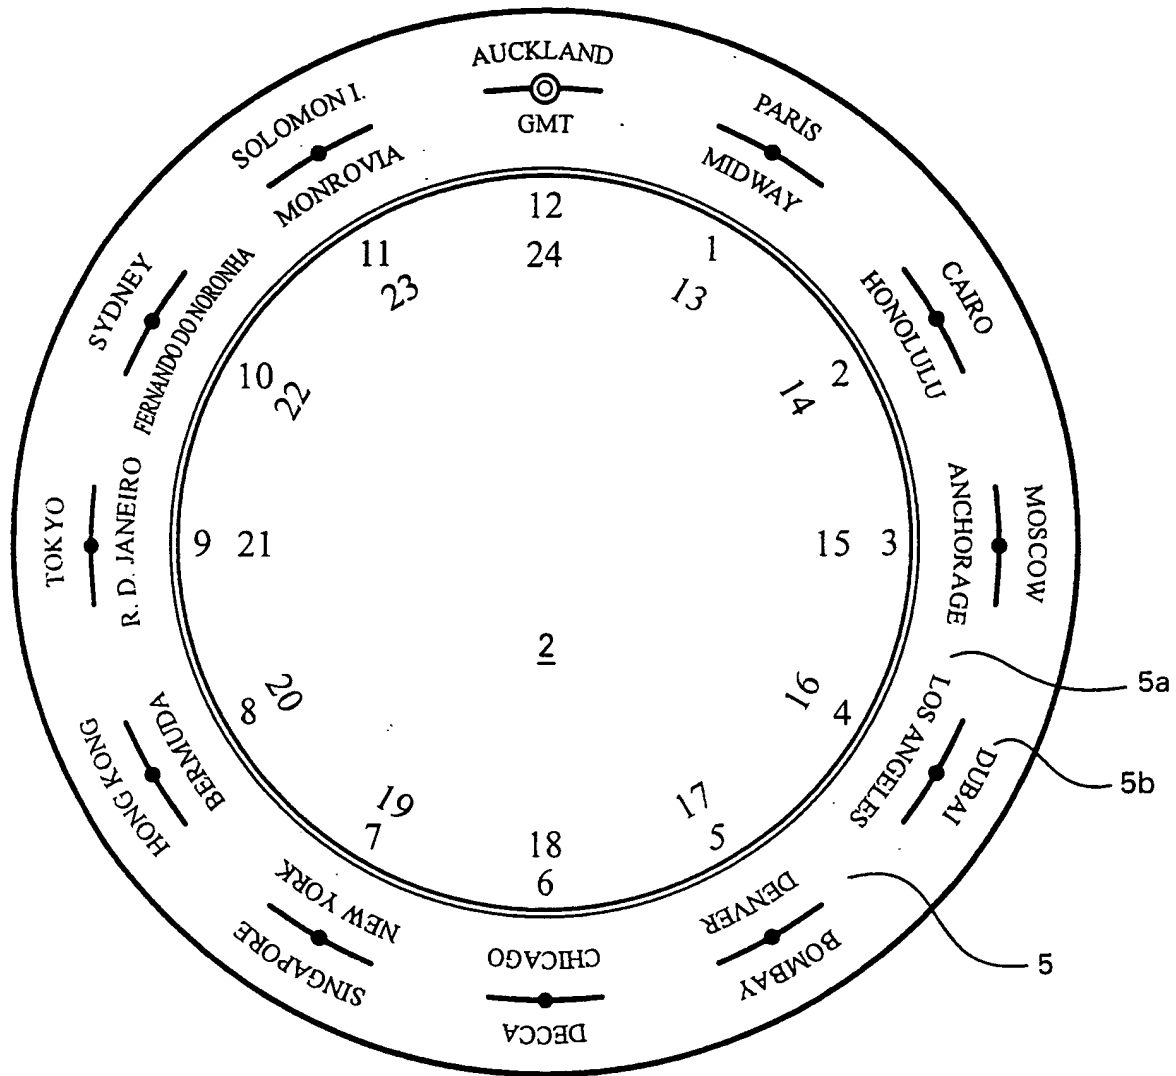 AUCKLAND
GMT
PARIS
MIDWAY
CAIRO
HONOLULU
MOSCOW
ANCHORAGE
DUBAI
LOS ANGELES
BOMBAY
DENVER
DECCA
CHICAGO
SINGAPORE
NEW YORK
HONG KONG
BERMUDA
TOKYO
R. D. JANEIRO
SYDNEY
FERNANDO DO NORONHA
SOLOMON I.
MONROVIA
12
24
1
13
2
14
3
15
4
16
5
17
6
18
7
19
8
20
9
21
10
22
11
23
2
5a
5b
5